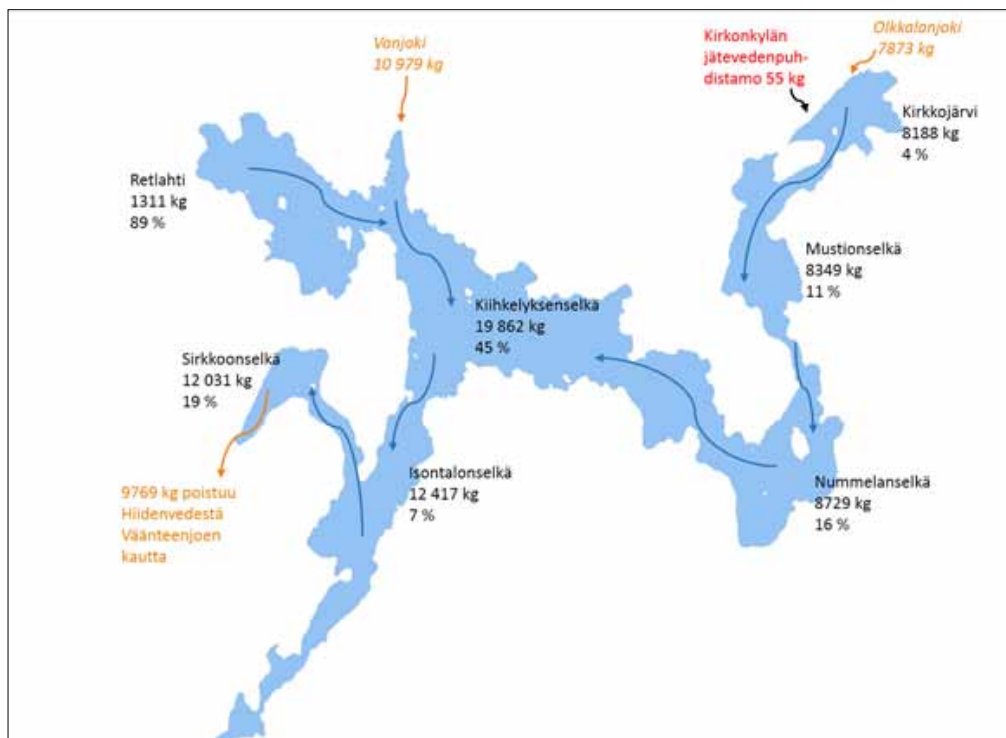 Vanjoki
10 979 kg
Kirkonkylän
jätevedenpuh-
distamo 55 kg
Olkkalanjoki
7873 kg
Kirkkojärvi
8188 kg
4 %
Retlahti
1311 kg
89 %
Mustionselkä
8349 kg
11 %
Kiihkelyksenselkä
19 862 kg
45 %
Sirkkoonselkä
12 031 kg
19 %
Isontalonselkä
12 417 kg
7 %
Nummelanselkä
8729 kg
16 %
9769 kg poistuu
Hiidenvedestä
Väänteenjoen
kautta